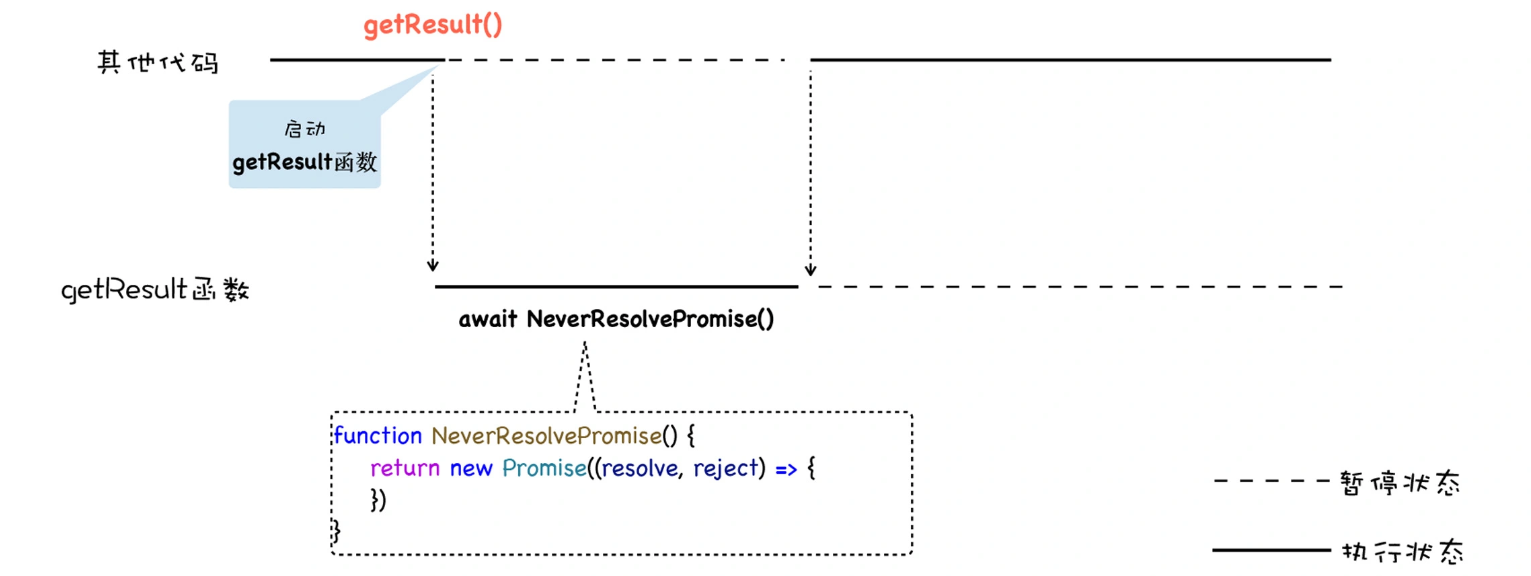 getResult()
其他代码
启动
getResult函数
getResult函数
await NeverResolvePromise()
function NeverResolvePromise() {
return new Promise((resolve, reject) => {
})
}
暂停状态
执行状态